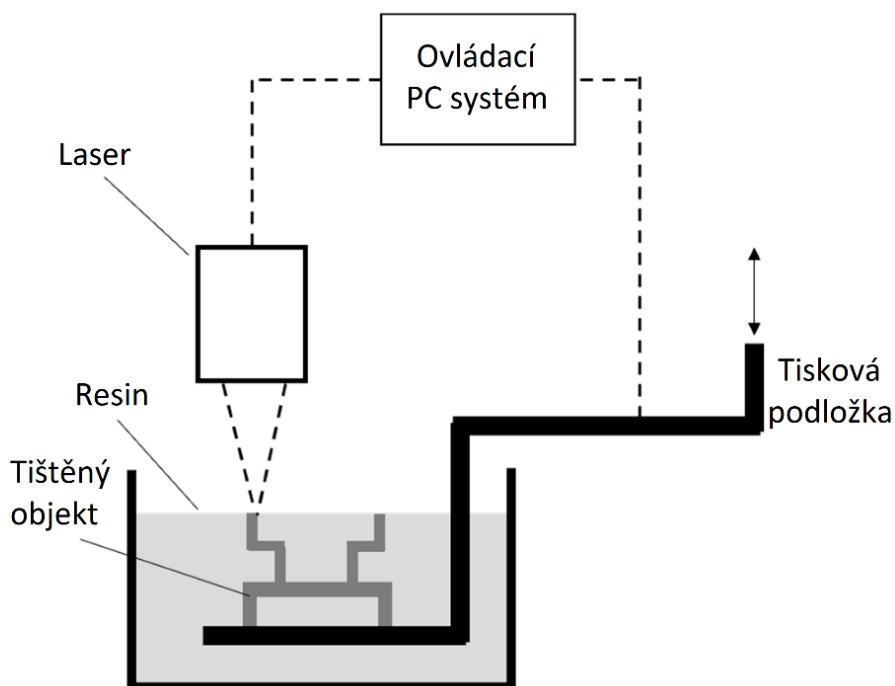 Ovládací
PC systém
Laser
Tisková
podložka
Resin
Tištěný
objekt